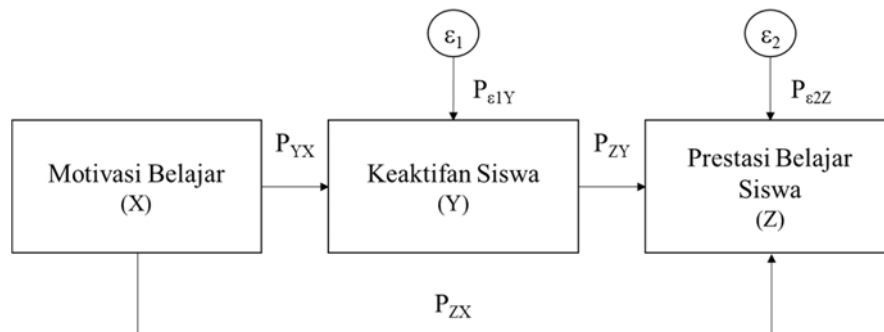 ε1
ε2
Pε1Y
Pε2Z
PYX
PZY
Motivasi Belajar
(X)
Keaktifan Siswa
(Y)
Prestasi Belajar
Siswa
(Z)
PZX